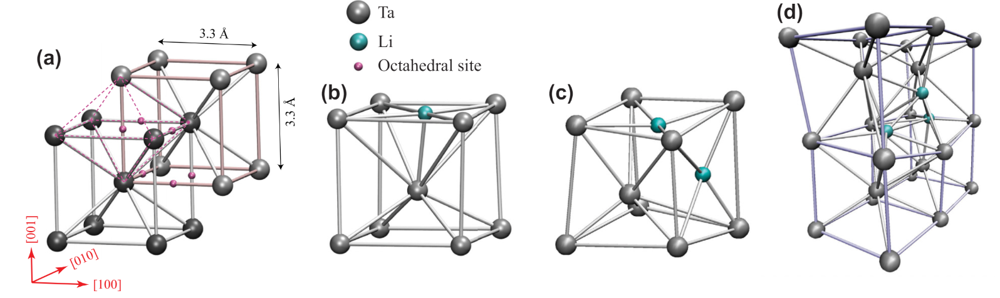 (a)
3.3 Å
3.3 Å
[001]
[010]
[100]
Ta
Li
Octahedral site
(b)
(c)
(d)